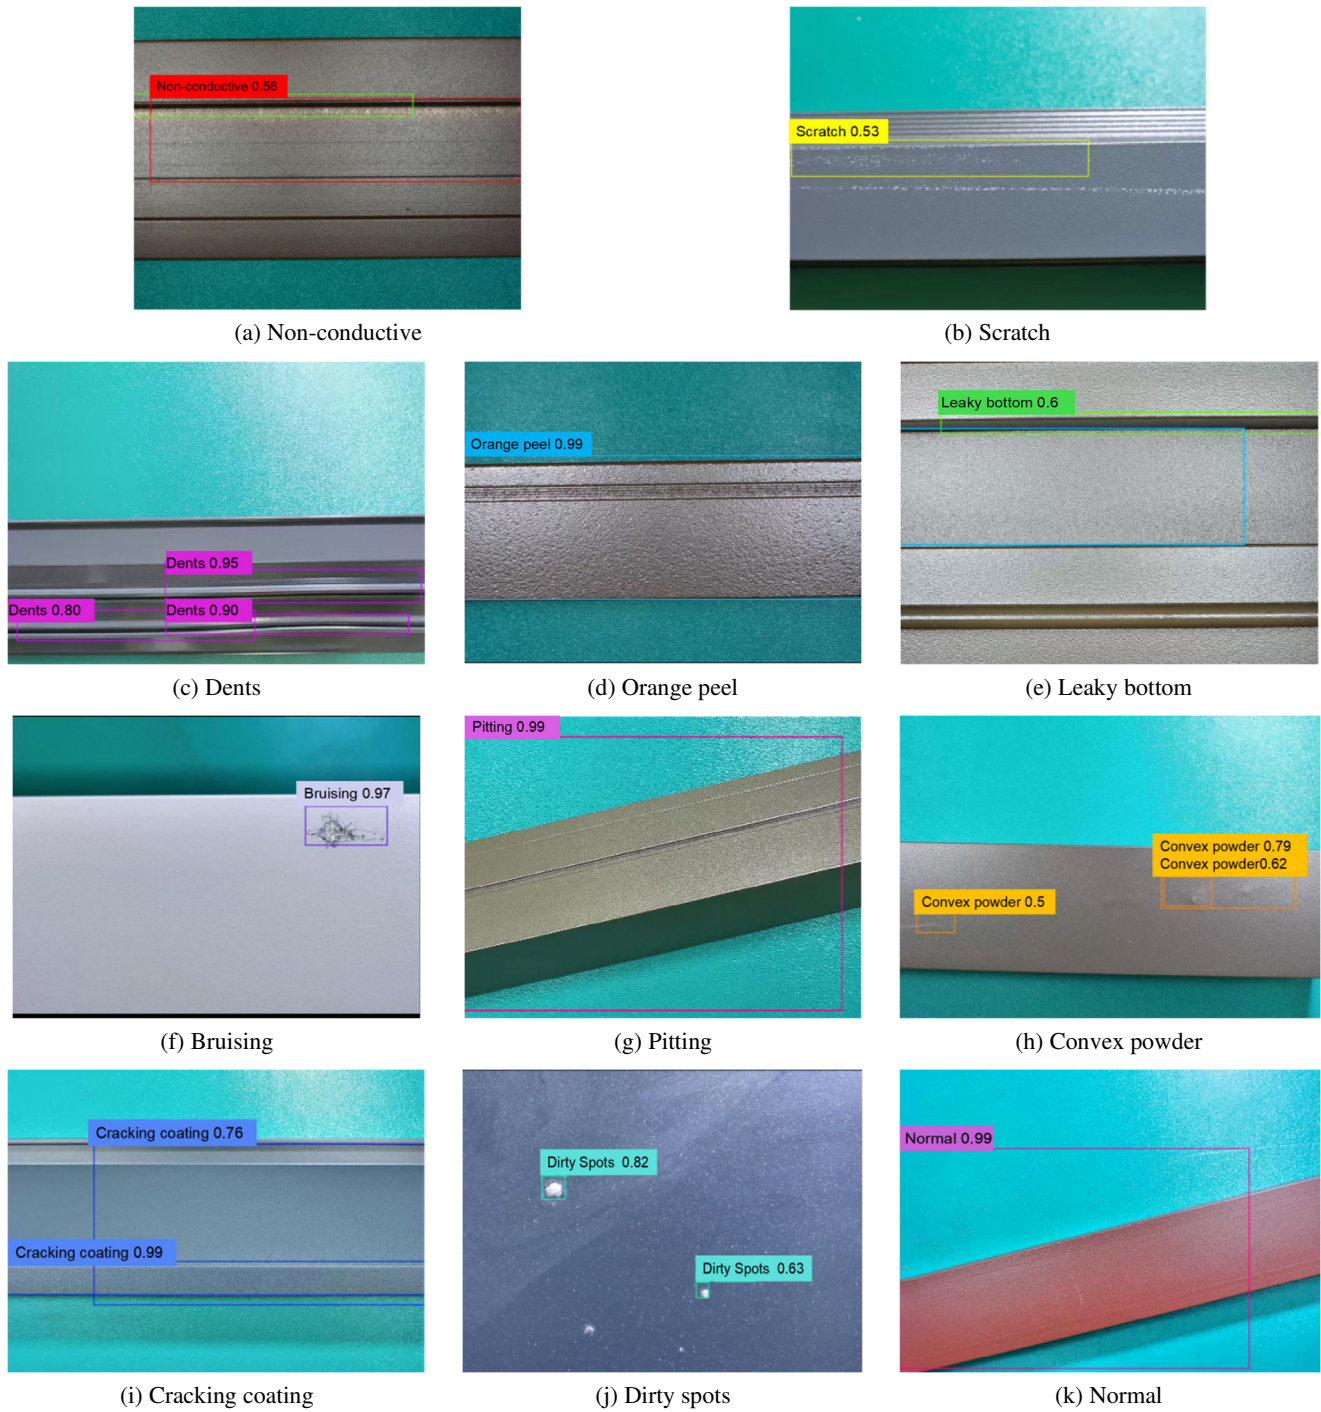 Non-conductive 0.56
Scratch 0.53
(a) Non-conductive
(b) Scratch
Dents 0.95
Dents 0.80
Dents 0.90
Orange peel 0.99
Leaky bottom 0.6
(c) Dents
(d) Orange peel
(e) Leaky bottom
Bruising 0.97
Pitting 0.99
Convex powder 0.79
Convex powder0.62
Convex powder 0.5
(f) Bruising
(g) Pitting
(h) Convex powder
Cracking coating 0.76
Cracking coating 0.99
Dirty Spots 0.82
Dirty Spots 0.63
Normal 0.99
(i) Cracking coating
(j) Dirty spots
(k) Normal